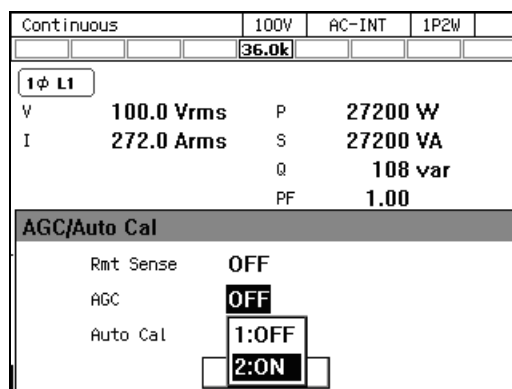 Continuous 100V AC-INT 1P2W
36.0k
1φ L1
V 100.0 Vrms P 27200 W
I 272.0 Arms S 27200 VA
Q 108 var
PF 1.00
AGC/Auto Cal
Rmt Sense OFF
AGC OFF
Auto Cal 1:OFF
2:ON